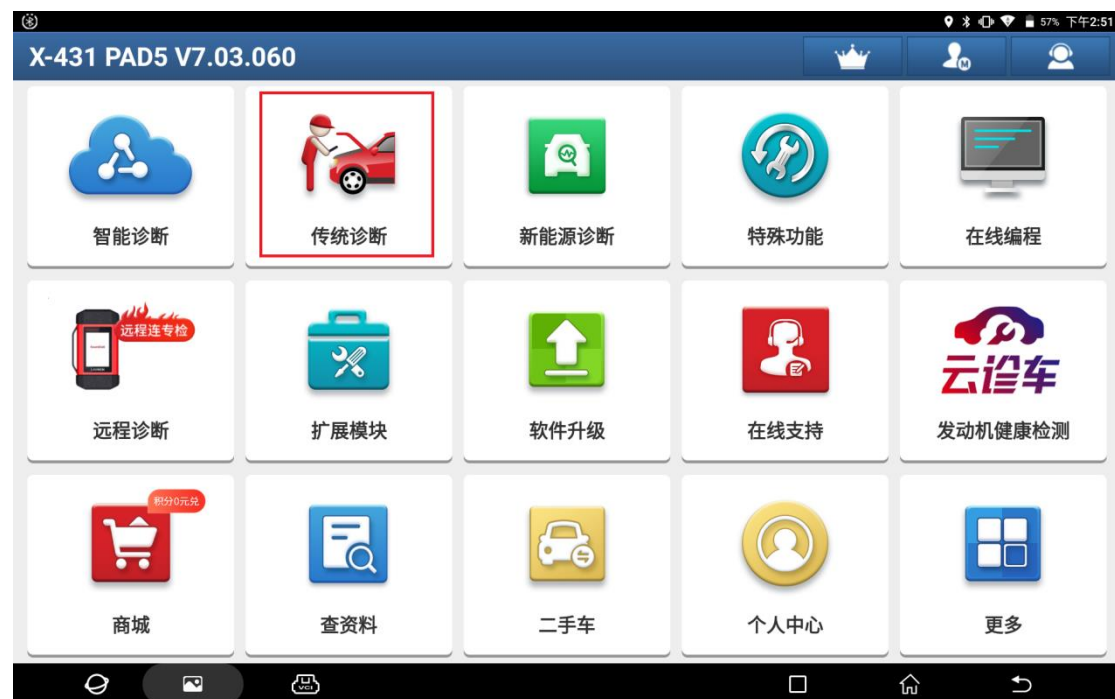 57% 下午2:51
X-431 PAD5 V7.03.060
M
智能诊断
传统诊断
新能源诊断
特殊功能
在线编程
远程连专检
云诊车
远程诊断
扩展模块
软件升级
在线支持
发动机健康检测
积分0元兑
商城
查资料
二手车
个人中心
更多
VCI